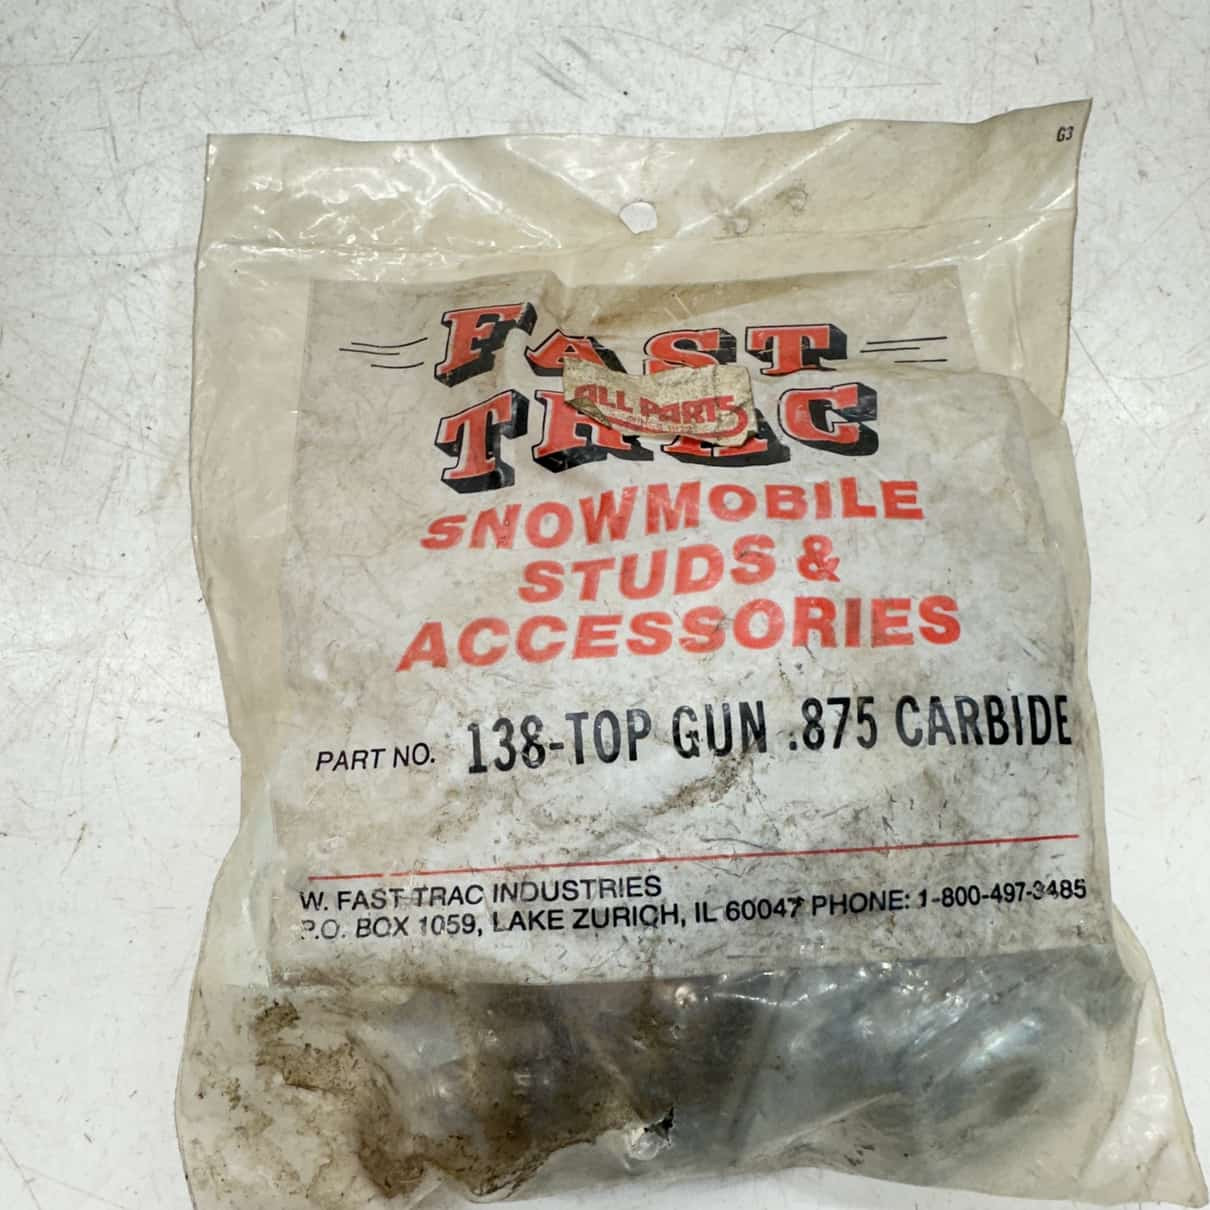 G3
FAST
TRAC
ALL PARTS
SNOWMOBILE
STUDS &
ACCESSORIES
PART NO. 138-TOP GUN .875 CARBIDE
W. FAST-TRAC INDUSTRIES
P.O. BOX 1059, LAKE ZURICH, IL 60047 PHONE: 1-800-497-3485